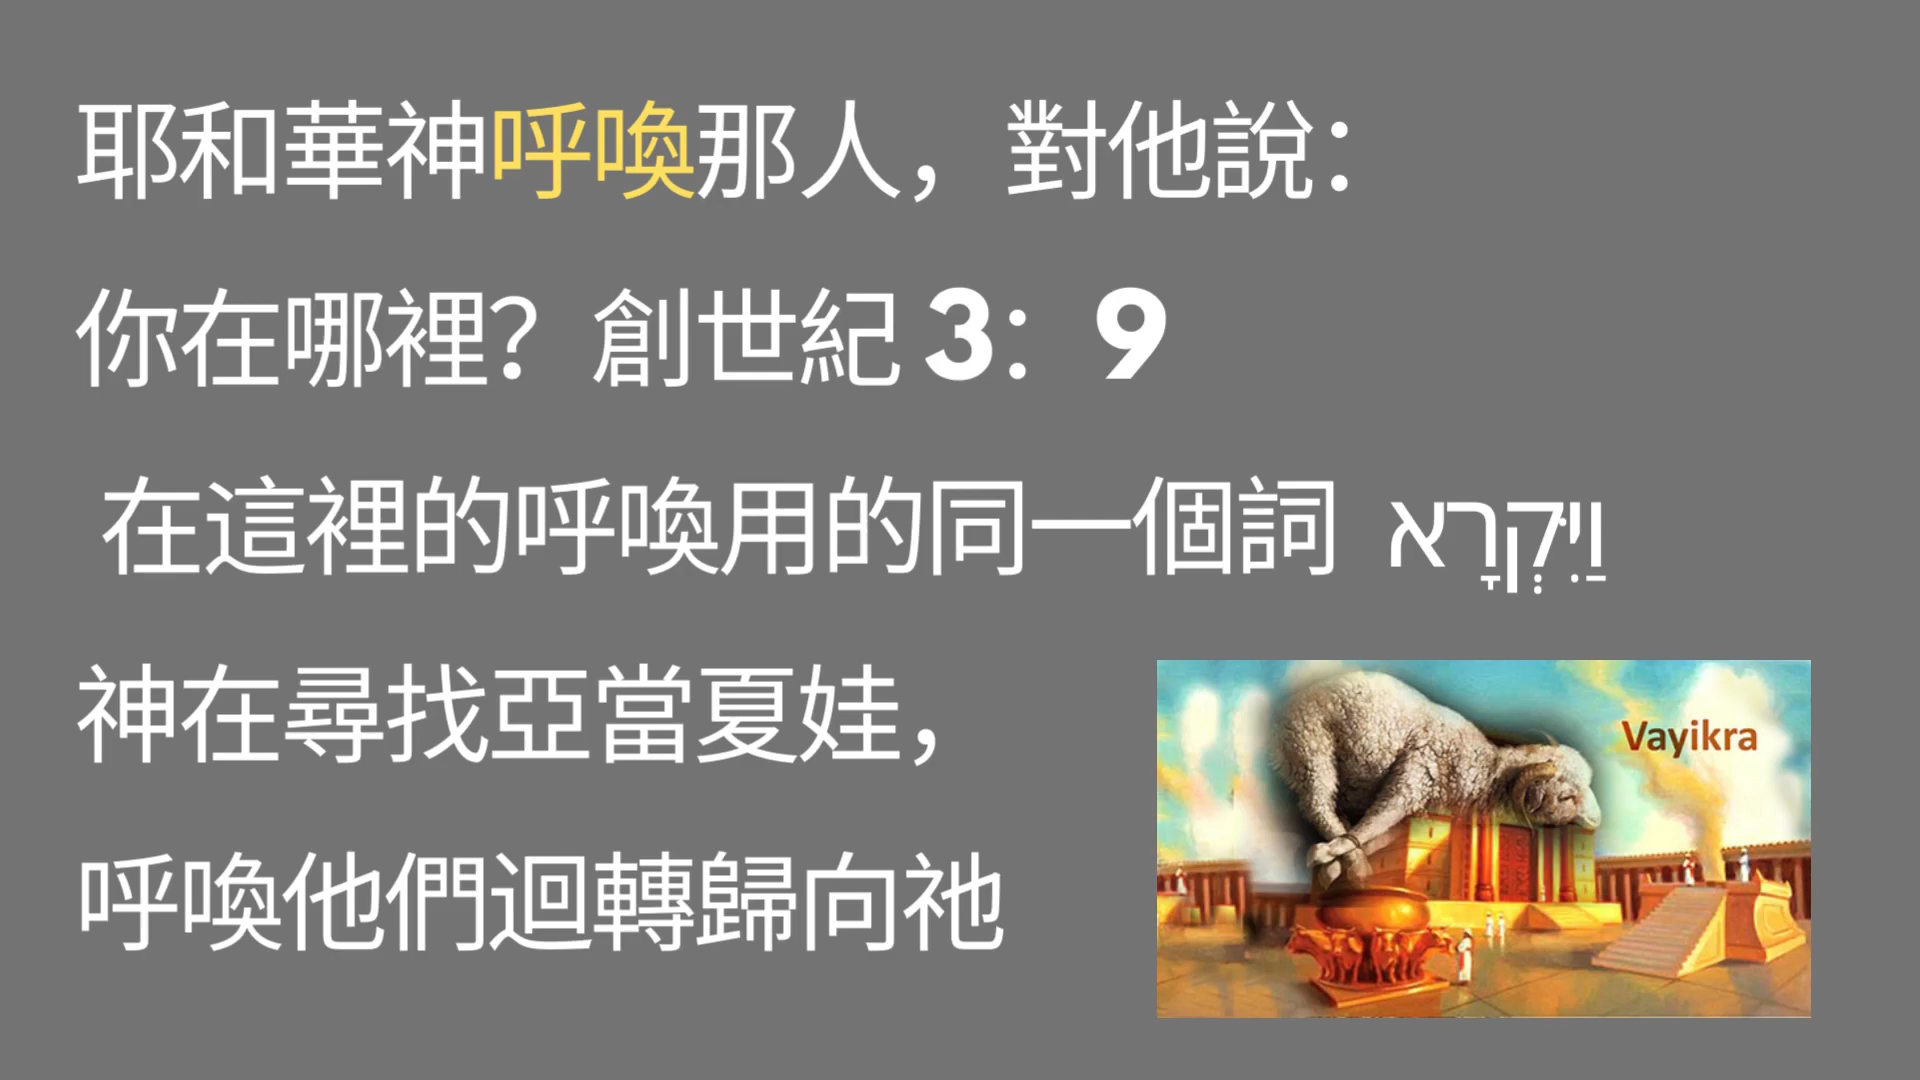 耶和華神呼喚那人，對他說：
你在哪裡？創世紀 3：9
在這裡的呼喚用的同一個詞 וַיִּקְרָא
神在尋找亞當夏娃，
呼喚他們迴轉歸向祂
Vayikra